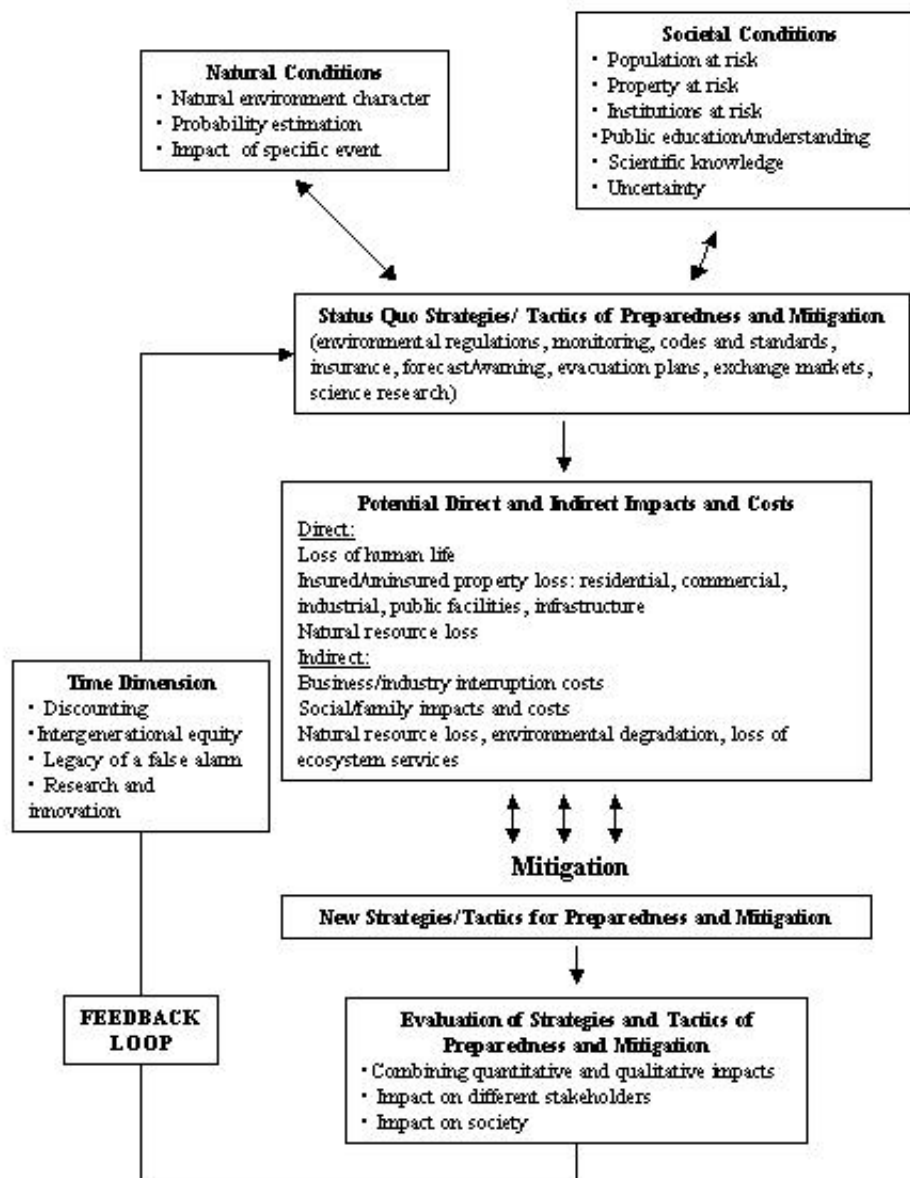 Natural Conditions
· Natural environment character
· Probability estimation
· Impact of specific event
Societal Conditions
· Population at risk
· Property at risk
· Institutions at risk
·Public education/understanding
· Scientific knowledge
· Uncertainty
Status Quo Strategies/ Tactics of Preparedness and Mitigation
(environmental regulations, monitoring, codes and standards,
insurance, forecast/warning, evacuation plans, exchange markets,
science research)
Potential Direct and Indirect Impacts and Costs
Direct:
Loss of human life
Insured/uninsured property loss: residential, commercial,
industrial, public facilities, infrastructure
Natural resource loss
Indirect:
Business/industry interruption costs
Social/family impacts and costs
Natural resource loss, environmental degradation, loss of
ecosystem services
Time Dimension
· Discounting
·Intergenerational equity
· Legacy of a false alarm
· Research and
innovation
Mitigation
New Strategies/Tactics for Preparedness and Mitigation
FEEDBACK
LOOP
Evaluation of Strategies and Tactics of
Preparedness and Mitigation
· Combining quantitative and qualitative impacts
· Impact on different stakeholders
· Impact on society